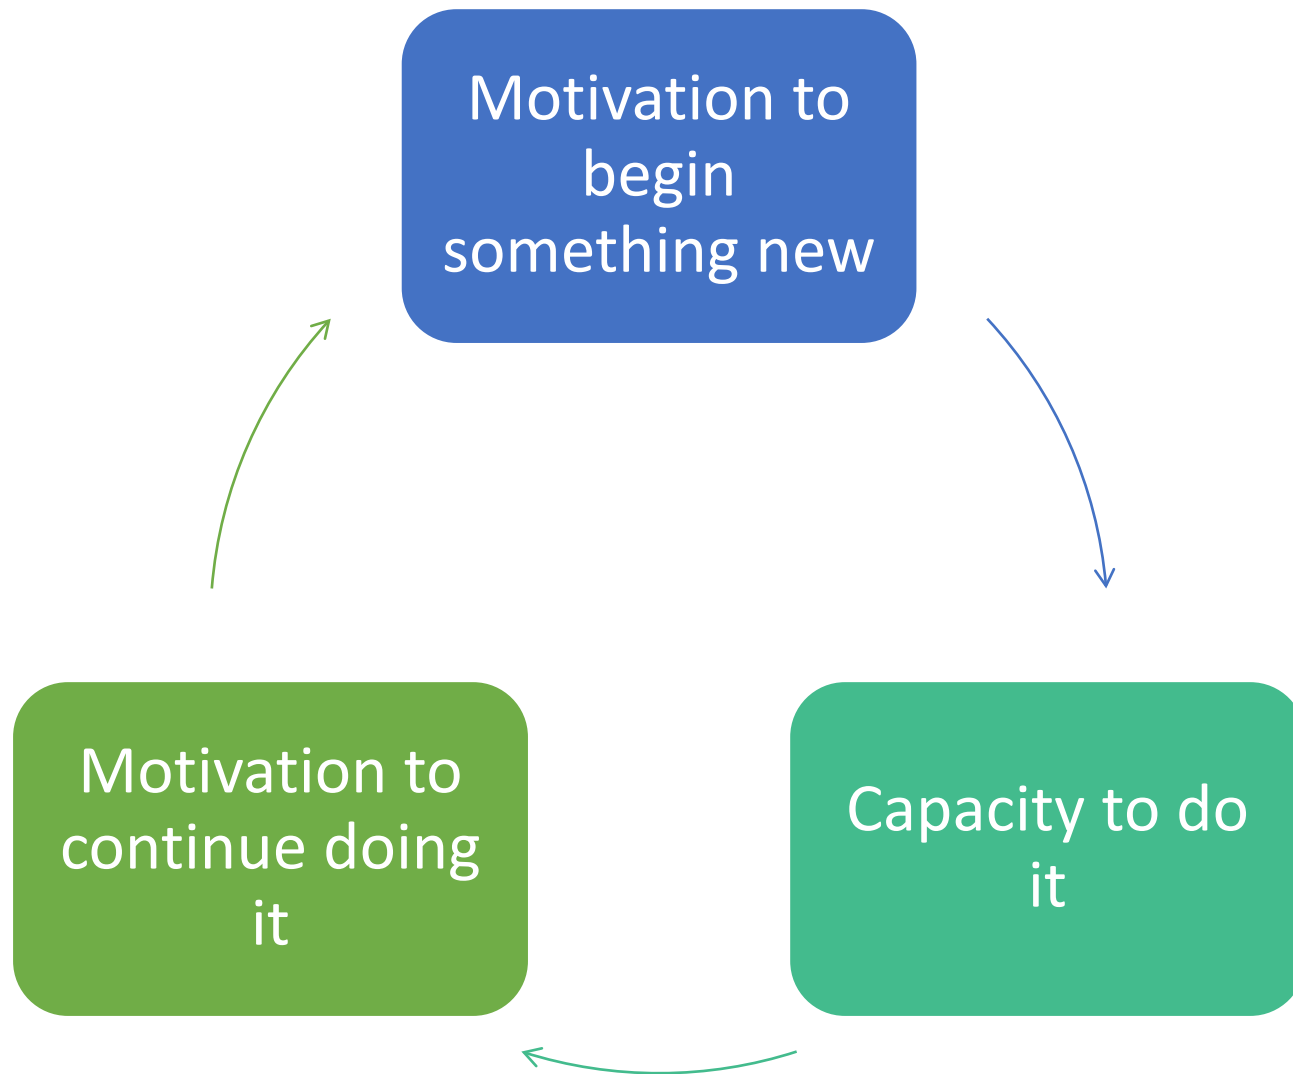 Motivation to
begin
something new
Motivation to
continue doing
it
Capacity to do
it